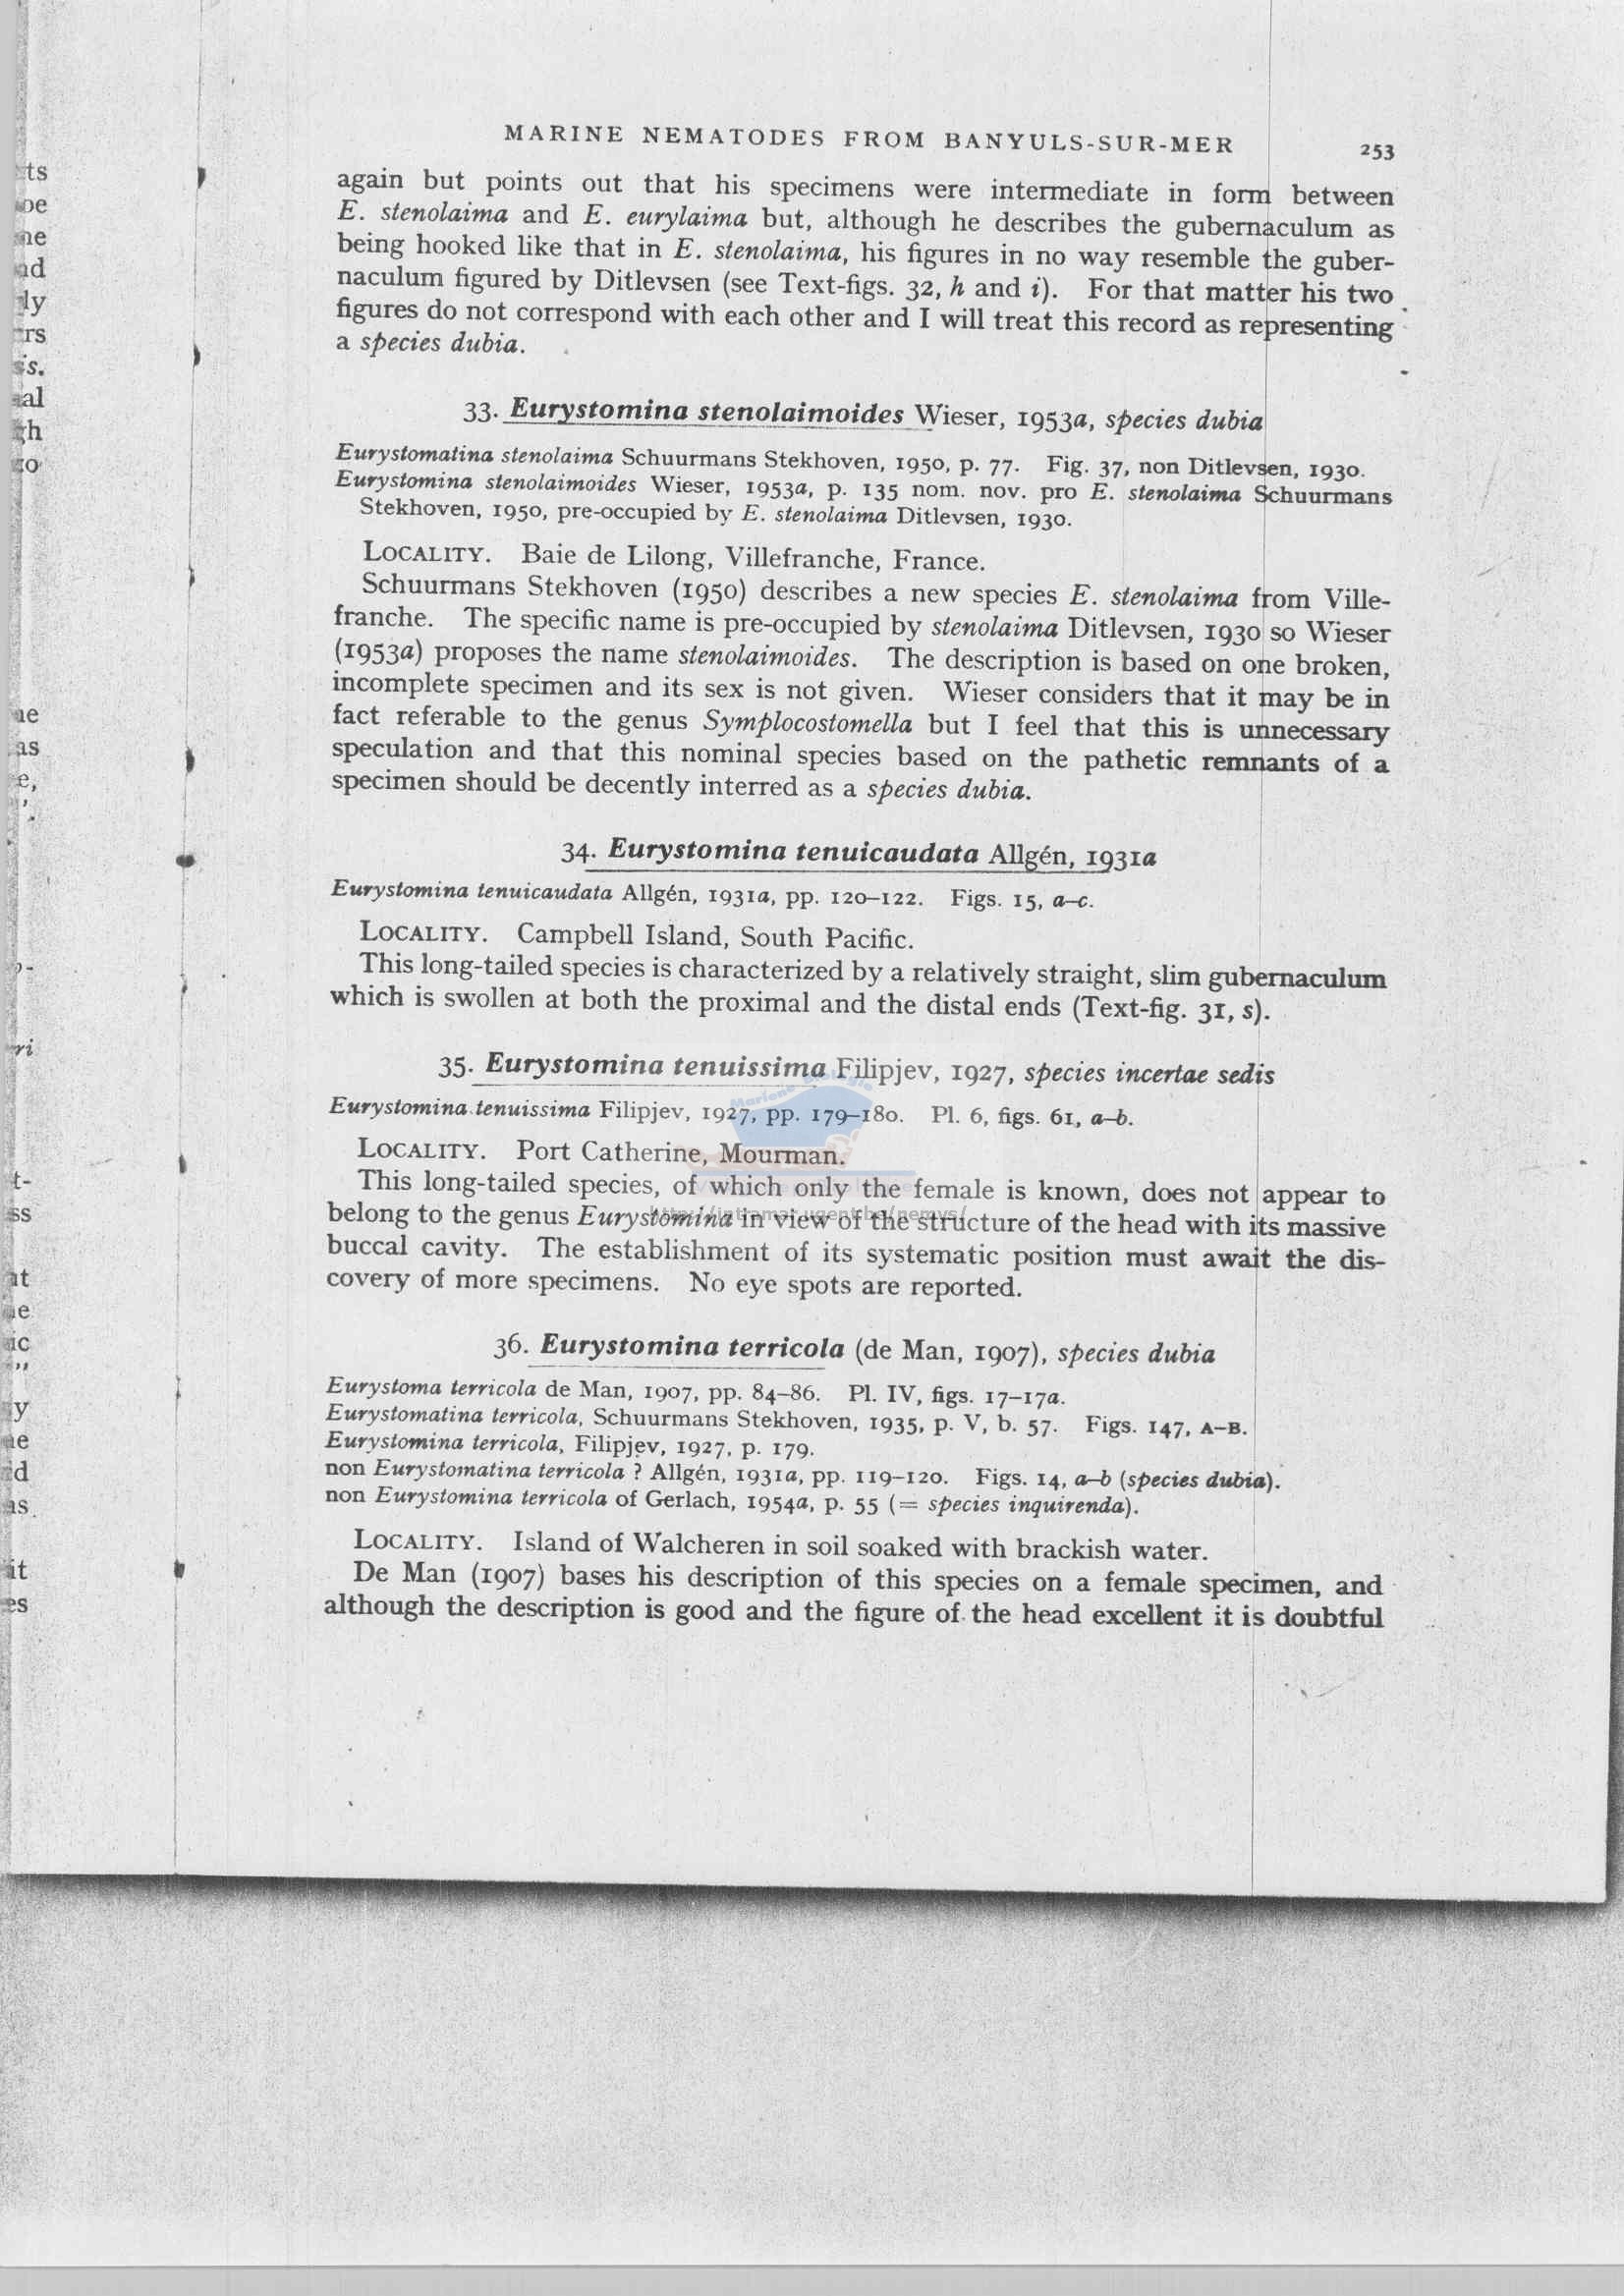 MARINE NEMATODES FROM BANYULS-SUR-MER 253
again but points out that his specimens were intermediate in form between
E. stenolaima and E. eurylaima but, although he describes the gubernaculum as
being hooked like that in E. stenolaima, his figures in no way resemble the guber-
naculum figured by Ditlevsen (see Text-figs. 32, h and i). For that matter his two
figures do not correspond with each other and I will treat this record as representing
a species dubia.
33. Eurystomina stenolaimoides Wieser, 1953a, species dubia
Eurystomatina stenolaima Schuurmans Stekhoven, 1950, p. 77. Fig. 37, non Ditlevsen, 1930.
Eurystomina stenolaimoides Wieser, 1953a, p. 135 nom. nov. pro E. stenolaima Schuurmans
Stekhoven, 1950, pre-occupied by E. stenolaima Ditlevsen, 1930.
LOCALITY. Baie de Lilong, Villefranche, France.
Schuurmans Stekhoven (1950) describes a new species E. stenolaima from Ville-
franche. The specific name is pre-occupied by stenolaima Ditlevsen, 1930 so Wieser
(1953a) proposes the name stenolaimoides. The description is based on one broken,
incomplete specimen and its sex is not given. Wieser considers that it may be in
fact referable to the genus Symplocostomella but I feel that this is unnecessary
speculation and that this nominal species based on the pathetic remnants of a
specimen should be decently interred as a species dubia.
34. Eurystomina tenuicaudata Allgén, 1931a
Eurystomina tenuicaudata Allgén, 1931a, pp. 120–122. Figs. 15, a–c.
LOCALITY. Campbell Island, South Pacific.
This long-tailed species is characterized by a relatively straight, slim gubernaculum
which is swollen at both the proximal and the distal ends (Text-fig. 31, s).
35. Eurystomina tenuissima Filipjev, 1927, species incertae sedis
Eurystomina tenuissima Filipjev, 1927, pp. 179–180. Pl. 6, figs. 61, a–b.
LOCALITY. Port Catherine, Mourman.
This long-tailed species, of which only the female is known, does not appear to
belong to the genus Eurystomina in view of the structure of the head with its massive
buccal cavity. The establishment of its systematic position must await the dis-
covery of more specimens. No eye spots are reported.
36. Eurystomina terricola (de Man, 1907), species dubia
Eurystoma terricola de Man, 1907, pp. 84–86. Pl. IV, figs. 17–17a.
Eurystomatina terricola, Schuurmans Stekhoven, 1935, p. V, b. 57. Figs. 147, A–B.
Eurystomina terricola, Filipjev, 1927, p. 179.
non Eurystomatina terricola ? Allgén, 1931a, pp. 119–120. Figs. 14, a–b (species dubia).
non Eurystomina terricola of Gerlach, 1954a, p. 55 (= species inquirenda).
LOCALITY. Island of Walcheren in soil soaked with brackish water.
De Man (1907) bases his description of this species on a female specimen, and
although the description is good and the figure of the head excellent it is doubtful